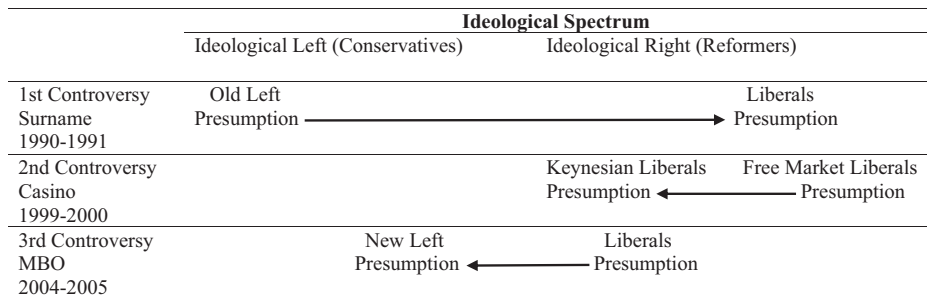 Ideological Spectrum
Ideological Left (Conservatives) Ideological Right (Reformers)
1st Controversy Old Left Liberals
Surname Presumption Presumption
1990-1991
2nd Controversy Keynesian Liberals Free Market Liberals
Casino Presumption Presumption
1999-2000
3rd Controversy New Left Liberals
MBO Presumption Presumption
2004-2005